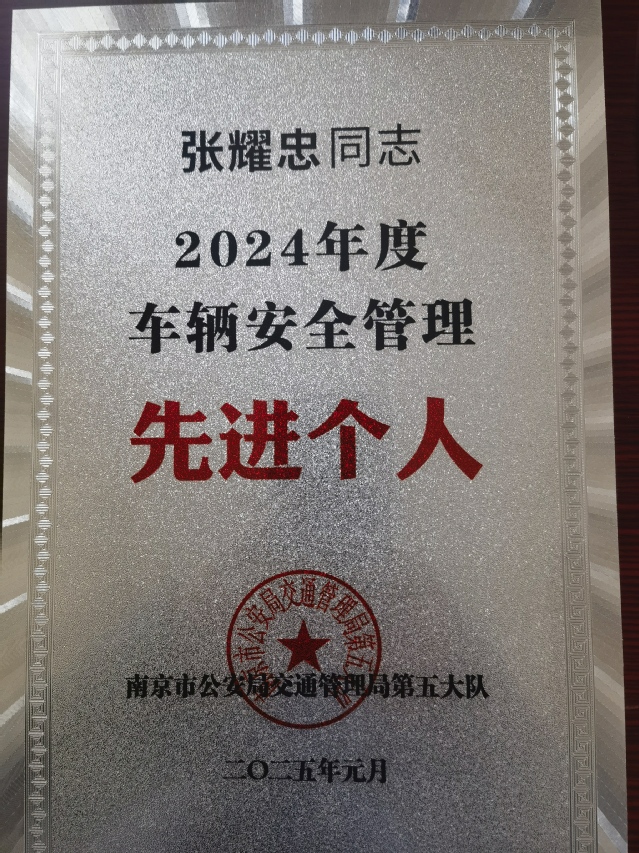 张耀忠同志
2024年度
车辆安全管理
先进个人
南京市公安局交通管理局第五大队
二〇二五年元月